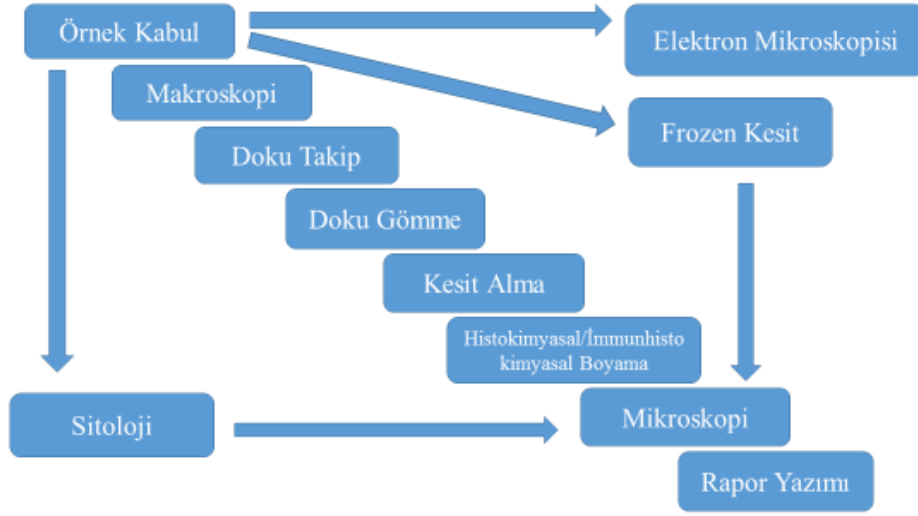 Örnek Kabul
Elektron Mikroskopisi
Makroskopi
Frozen Kesit
Doku Takip
Doku Gömme
Kesit Alma
Histokimyasal/İmmunhisto
kimyasal Boyama
Sitoloji
Mikroskopi
Rapor Yazımı